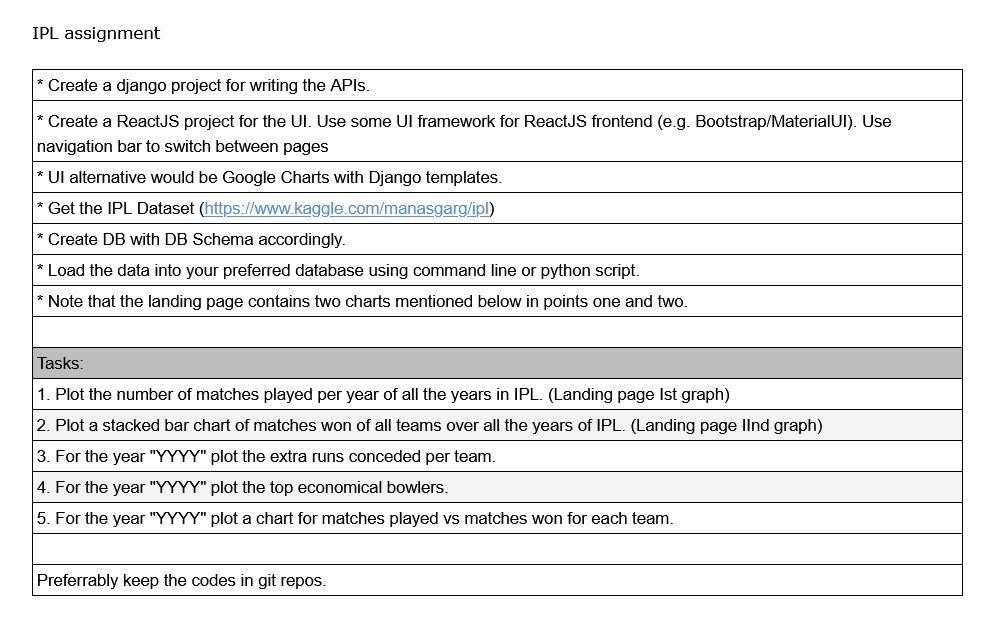 IPL assignment
* Create a django project for writing the APIs.
* Create a ReactJS project for the UI. Use some UI framework for ReactJS frontend (e.g. Bootstrap/MaterialUI). Use
navigation bar to switch between pages
* UI alternative would be Google Charts with Django templates.
* Get the IPL Dataset (https://www.kaggle.com/manasgarg/ipl)
* Create DB with DB Schema accordingly.
* Load the data into your preferred database using command line or python script.
* Note that the landing page contains two charts mentioned below in points one and two.
Tasks:
1. Plot the number of matches played per year of all the years in IPL. (Landing page Ist graph)
2. Plot a stacked bar chart of matches won of all teams over all the years of IPL. (Landing page IInd graph)
3. For the year "YYYY" plot the extra runs conceded per team.
4. For the year "YYYY" plot the top economical bowlers.
5. For the year "YYYY" plot a chart for matches played vs matches won for each team.
Preferrably keep the codes in git repos.